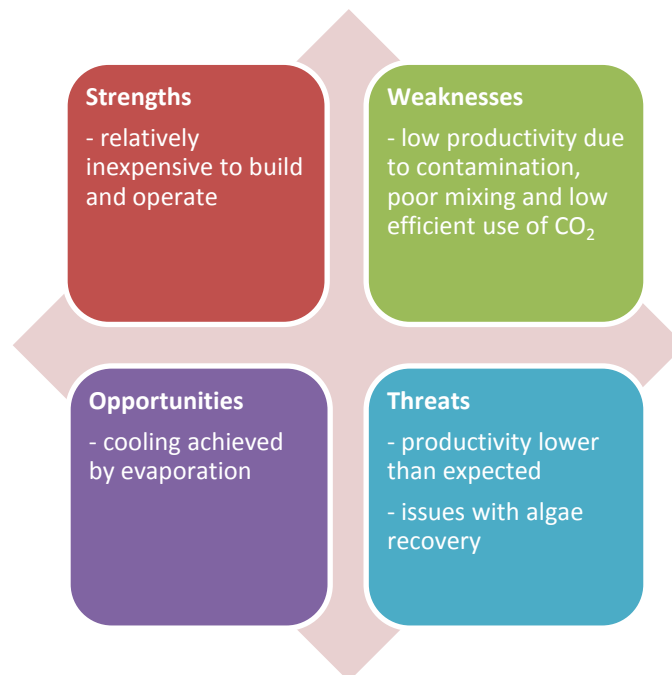 Strengths
- relatively
inexpensive to build
and operate
Weaknesses
- low productivity due
to contamination,
poor mixing and low
efficient use of CO₂
Opportunities
- cooling achieved
by evaporation
Threats
- productivity lower
than expected
- issues with algae
recovery